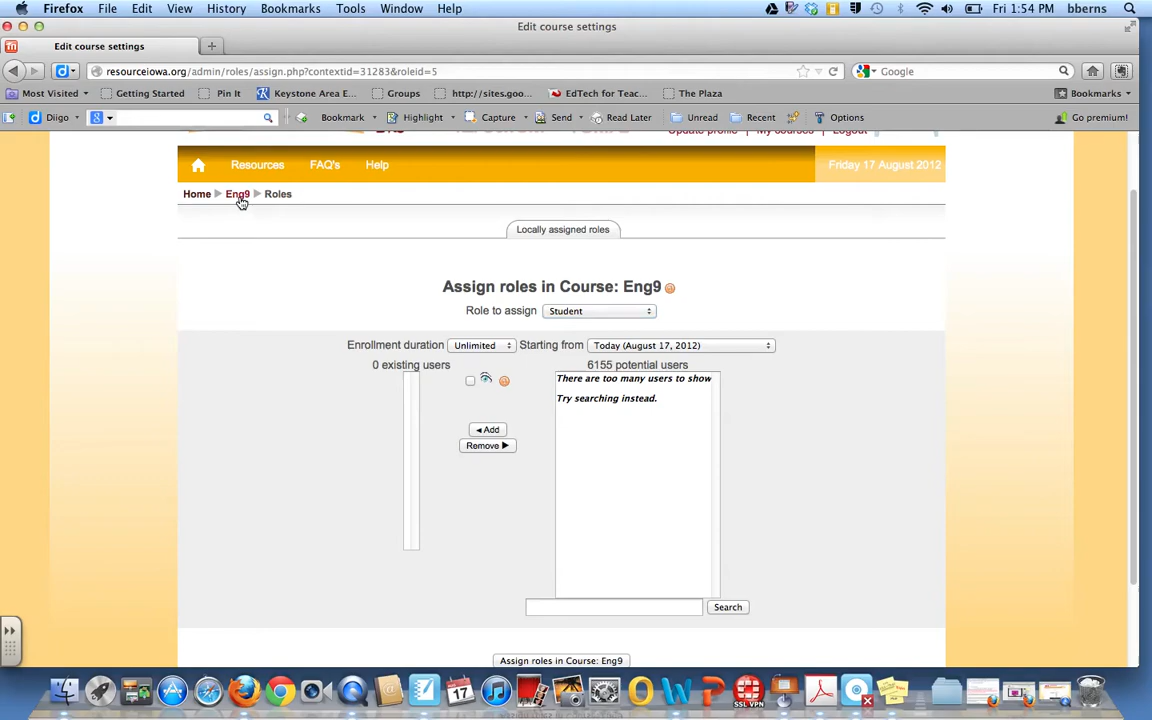 Firefox File Edit View History Bookmarks Tools Window Help Fri 1:54 PM bberns
Edit course settings
Edit course settings
resourceiowa.org/admin/roles/assign.php?contextid=31283&roleid=5 Google
Most Visited Getting Started Pin It Keystone Area E... Groups http://sites.goo... EdTech for Teac... The Plaza Bookmarks
Diigo Bookmark Highlight Capture Send Read Later Unread Recent Options Go premium!
Update profile My courses Logout
Resources FAQ's Help Friday 17 August 2012
Home Eng9 Roles
Locally assigned roles
Assign roles in Course: Eng9
Role to assign Student
Enrollment duration Unlimited Starting from Today (August 17, 2012)
0 existing users 6155 potential users
There are too many users to show
Try searching instead.
Add
Remove
Search
Assign roles in Course: Eng9
17
SSL VPN